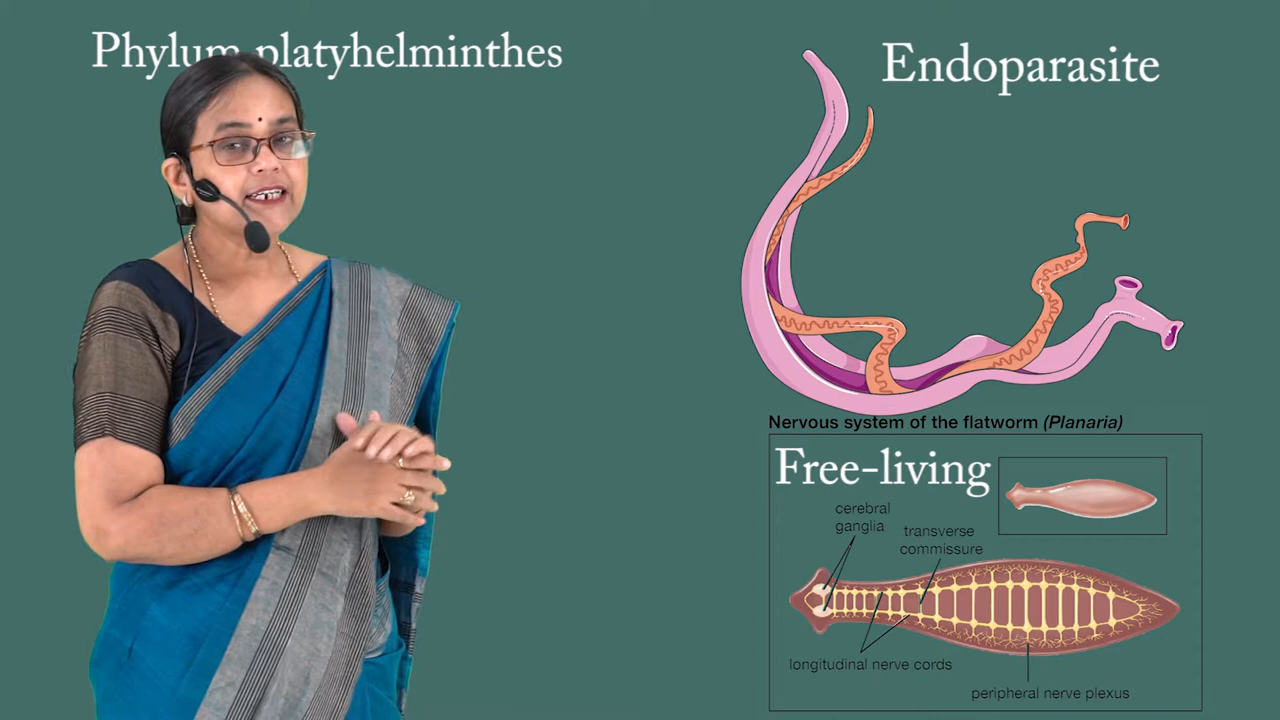 Phylum platyhelminthes
Endoparasite
Nervous system of the flatworm (Planaria)
Free-living
cerebral
ganglia
transverse
commissure
longitudinal nerve cords
peripheral nerve plexus